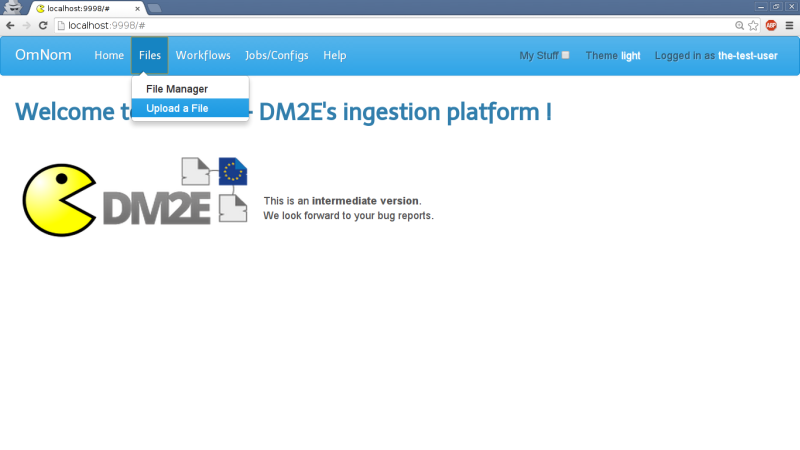 localhost:9998/#
localhost:9998/#
ABP
OmNom Home Files Workflows Jobs/Configs Help My Stuff Theme light Logged in as the-test-user
File Manager
Upload a File
Welcome to - DM2E's ingestion platform !
DM2E
This is an intermediate version.
We look forward to your bug reports.